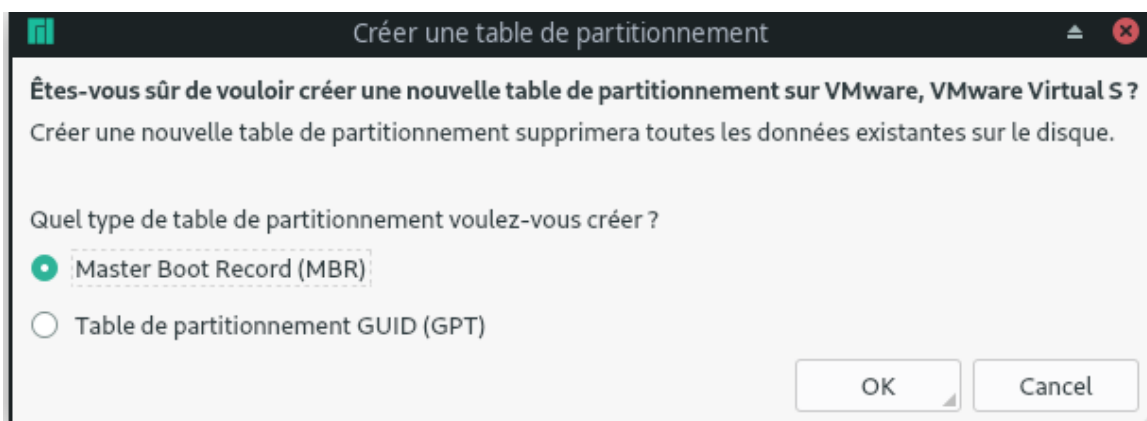 Créer une table de partitionnement
Êtes-vous sûr de vouloir créer une nouvelle table de partitionnement sur VMware, VMware Virtual S ?
Créer une nouvelle table de partitionnement supprimera toutes les données existantes sur le disque.
Quel type de table de partitionnement voulez-vous créer ?
Master Boot Record (MBR)
Table de partitionnement GUID (GPT)
OK Cancel